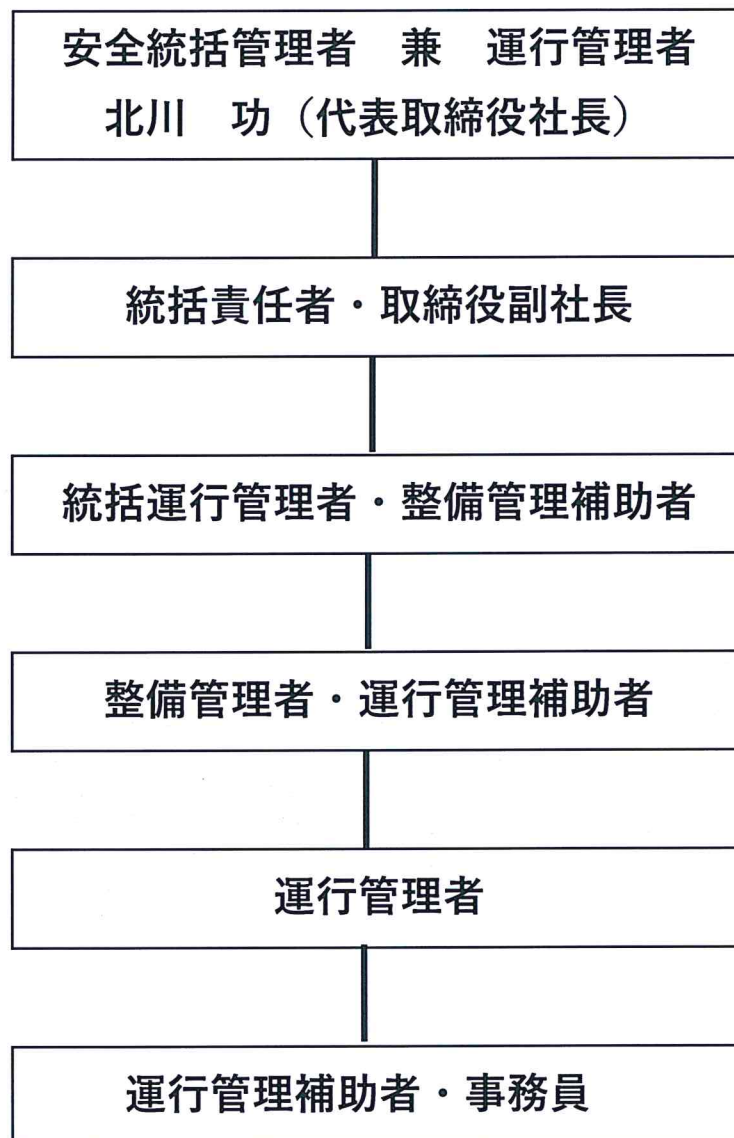 安全統括管理者　兼　運行管理者
北川　功（代表取締役社長）
統括責任者・取締役副社長
統括運行管理者・整備管理補助者
整備管理者・運行管理補助者
運行管理者
運行管理補助者・事務員